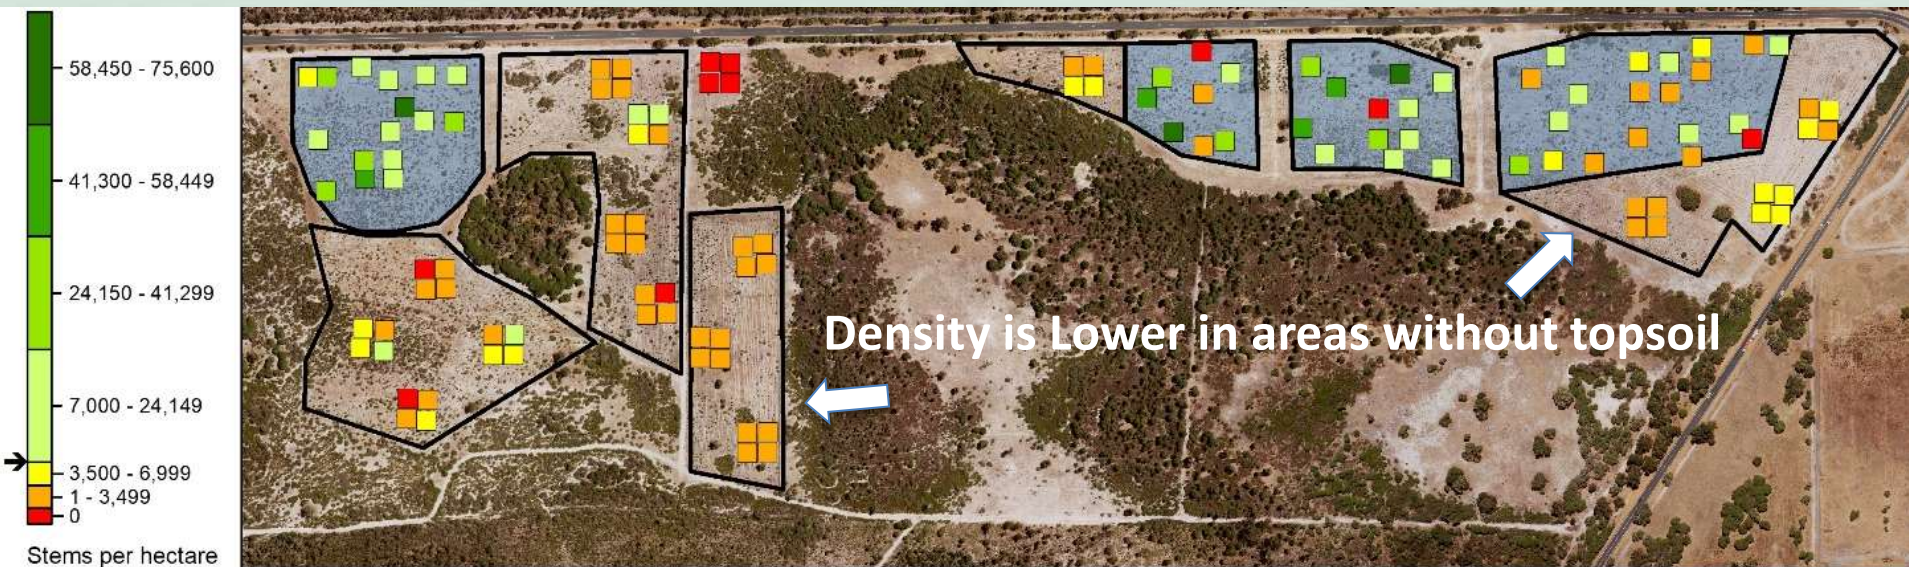 58,450 - 75,600
41,300 - 58,449
24,150 - 41,299
7,000 - 24,149
3,500 - 6,999
1 - 3,499
0
Stems per hectare
Density is Lower in areas without topsoil